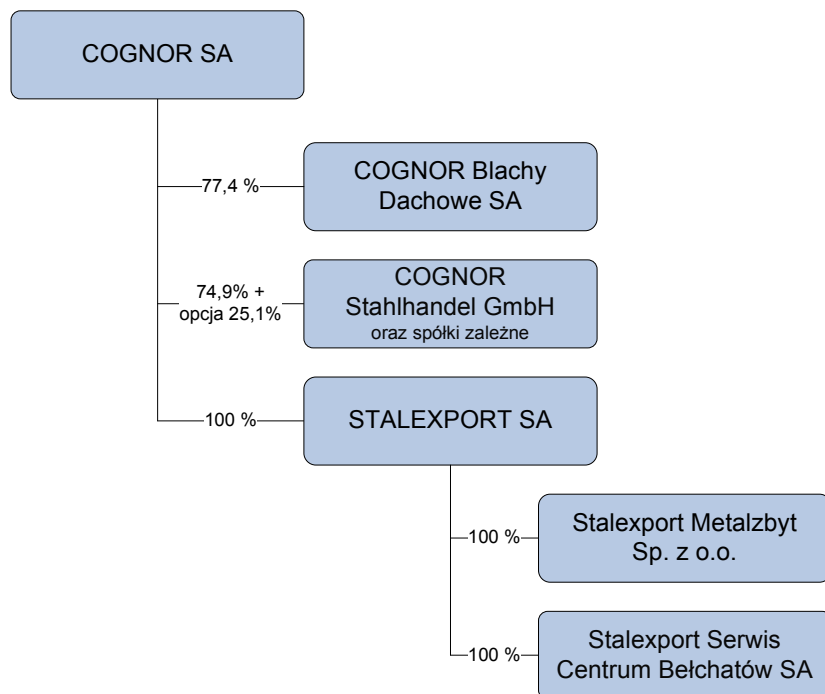 COGNOR SA
77,4 %
COGNOR Blachy
Dachowe SA
74,9% +
opcja 25,1%
COGNOR
Stahlhandel GmbH
oraz spółki zależne
100 %
STALEXPORT SA
100 %
Stalexport Metalzbyt
Sp. z o.o.
100 %
Stalexport Serwis
Centrum Bełchatów SA